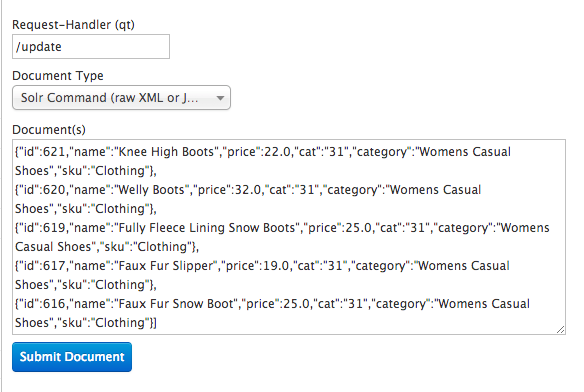 Request-Handler (qt)
/update
Document Type
Solr Command (raw XML or J...
Document(s)
{"id":621,"name":"Knee High Boots","price":22.0,"cat":"31","category":"Womens Casual
Shoes","sku":"Clothing"},
{"id":620,"name":"Welly Boots","price":32.0,"cat":"31","category":"Womens Casual
Shoes","sku":"Clothing"},
{"id":619,"name":"Fully Fleece Lining Snow Boots","price":25.0,"cat":"31","category":"Womens
Casual Shoes","sku":"Clothing"},
{"id":617,"name":"Faux Fur Slipper","price":19.0,"cat":"31","category":"Womens Casual
Shoes","sku":"Clothing"},
{"id":616,"name":"Faux Fur Snow Boot","price":25.0,"cat":"31","category":"Womens Casual
Shoes","sku":"Clothing"}]
Submit Document